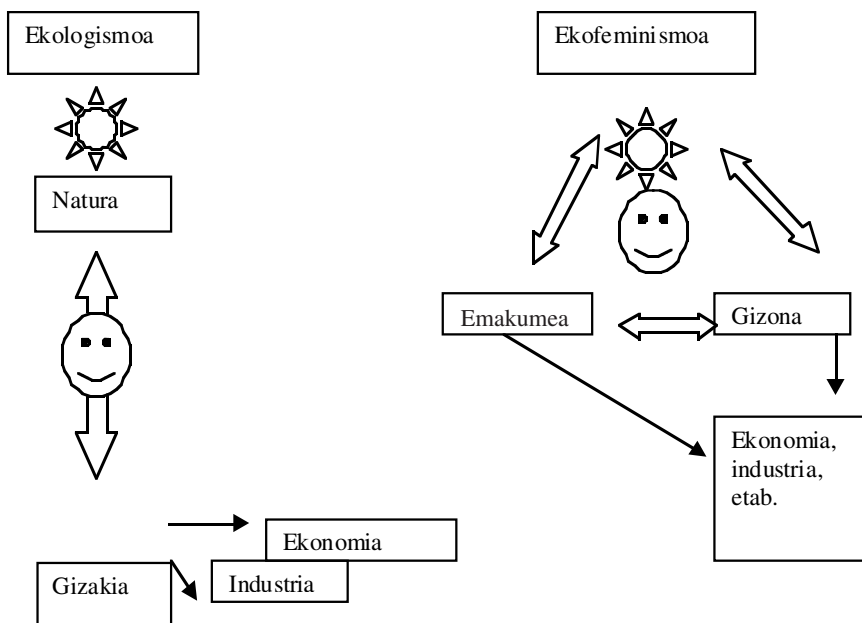 Ekologismoa
Natura
Ekonomia
Industria
Gizakia
Ekofeminismoa
Emakumea
Gizona
Ekonomia,
industria,
etab.